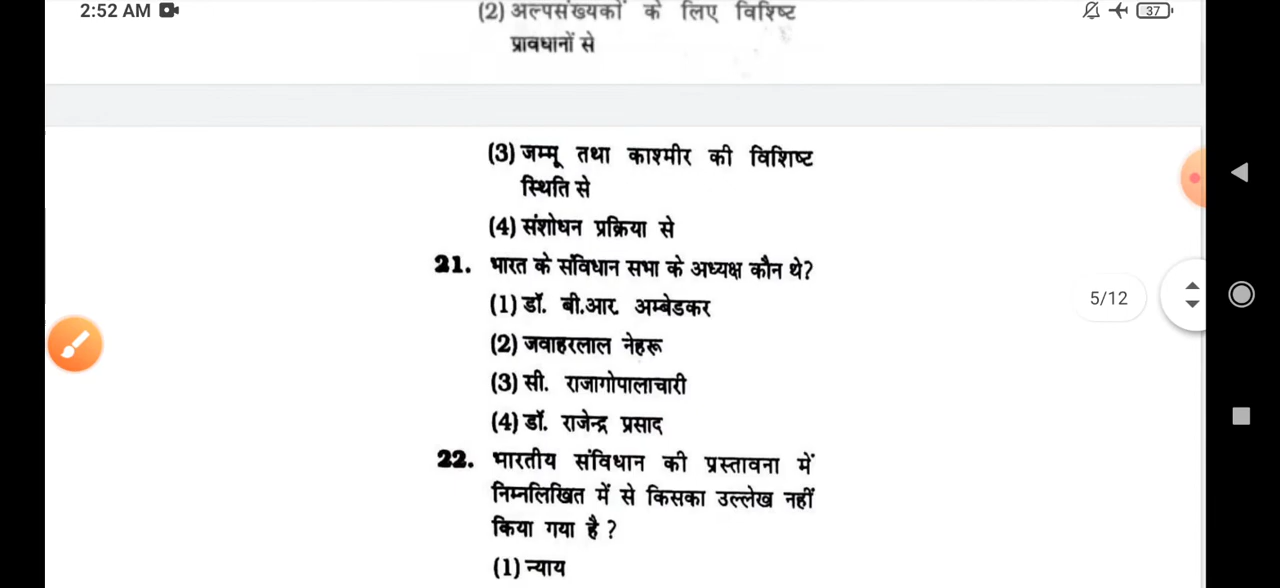 2:52 AM
37
(2) अल्पसंख्यकों के लिए विशिष्ट
प्रावधानों से
(3) जम्मू तथा काश्मीर की विशिष्ट
स्थिति से
(4) संशोधन प्रक्रिया से
21. भारत के संविधान सभा के अध्यक्ष कौन थे?
(1) डॉ. बी.आर. अम्बेडकर
(2) जवाहरलाल नेहरू
(3) सी. राजागोपालाचारी
(4) डॉ. राजेन्द्र प्रसाद
22. भारतीय संविधान की प्रस्तावना में
निम्नलिखित में से किसका उल्लेख नहीं
किया गया है ?
(1) न्याय
5/12